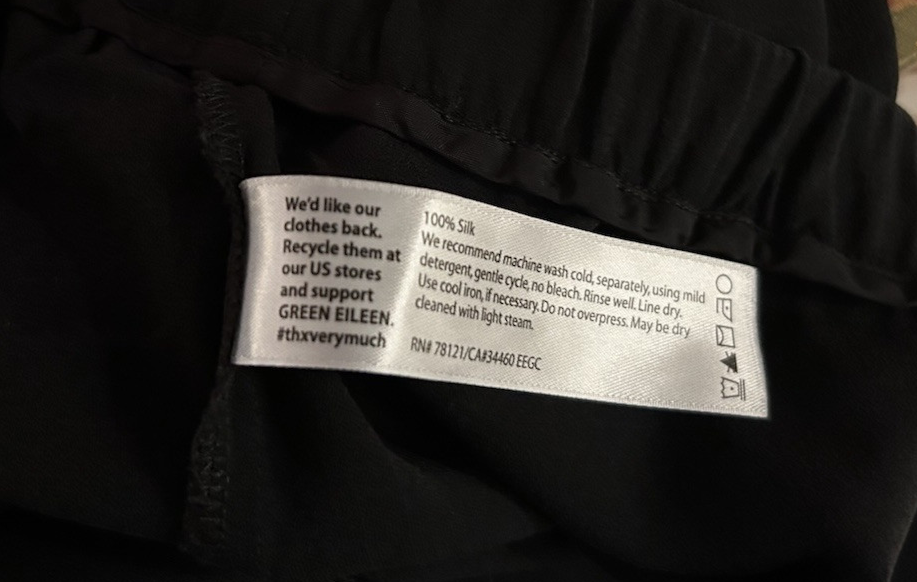 We'd like our
clothes back.
Recycle them at
our US stores
and support
GREEN EILEEN.
#thxverymuch
100% Silk
We recommend machine wash cold, separately, using mild
detergent, gentle cycle, no bleach. Rinse well. Line dry.
Use cool iron, if necessary. Do not overpress. May be dry
cleaned with light steam.
RN# 78121/CA#34460 EEGC